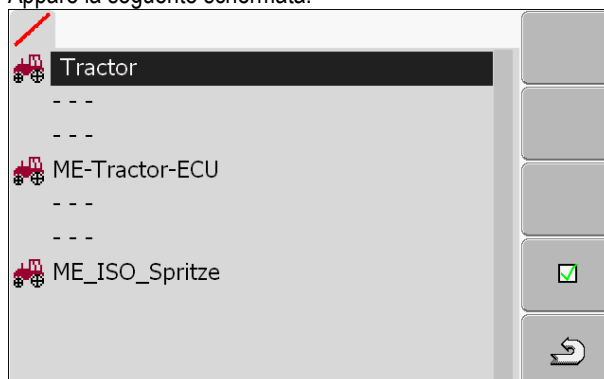 Appare la seguente schermata:
Tractor
- - -
- - -
ME-Tractor-ECU
- - -
- - -
ME_ISO_Spritze